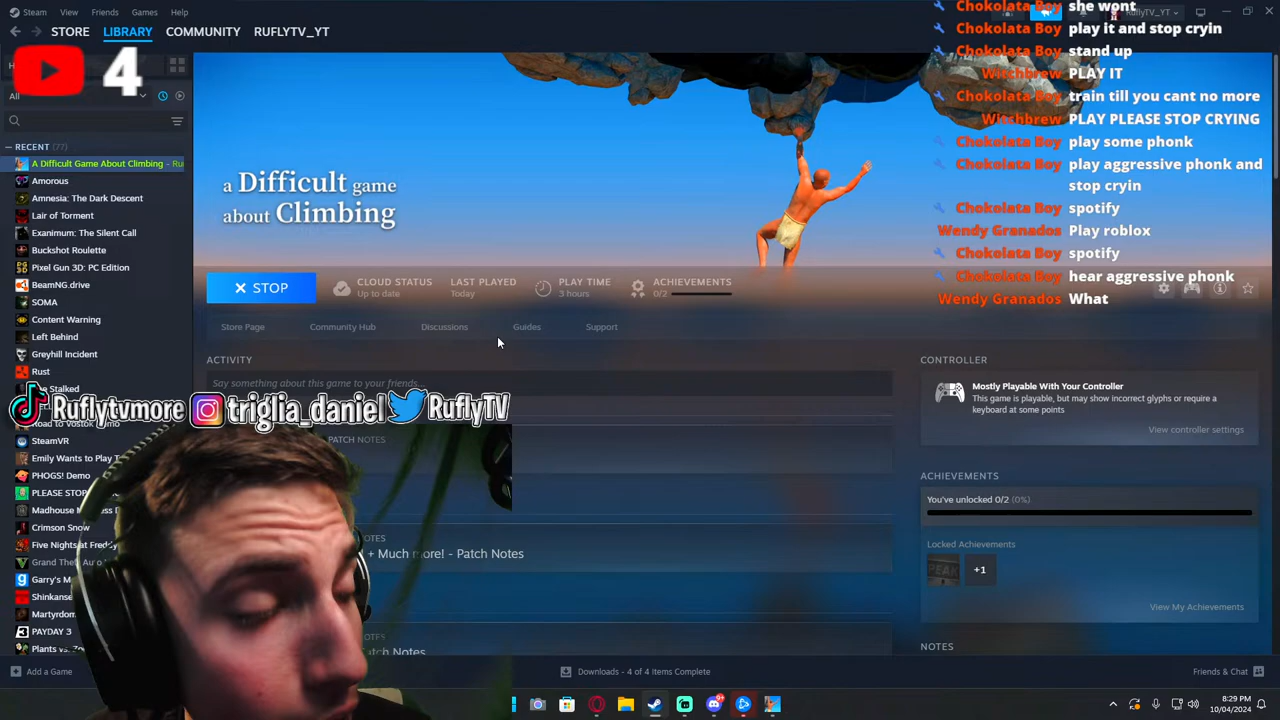 Steam View Friends Games Help
RuflyTV_YT
STORE LIBRARY COMMUNITY RUFLYTV_YT
4
All
RECENT (77)
A Difficult Game About Climbing - Ru
Amorous
Amnesia: The Dark Descent
Lair of Torment
Exanimum: The Silent Call
Buckshot Roulette
Pixel Gun 3D: PC Edition
BeamNG.drive
SOMA
Content Warning
Left Behind
Greyhill Incident
Rust
SteamVR
Emily Wants to Play T
PHOGS! Demo
PLEASE STOP
Madhouse
Crimson Snow
Five Nights at Freddy
Grand Theft Auto V
Garry's M
Shinkans
Martyrdom
PAYDAY 3
Plants vs. Zo
a Difficult game
about Climbing
STOP
CLOUD STATUS
Up to date
LAST PLAYED
Today
PLAY TIME
3 hours
ACHIEVEMENTS
0/2
Store Page Community Hub Discussions Guides Support
ACTIVITY
Say something about this game to your friends...
PATCH NOTES
+ Much more! - Patch Notes
Ruflytvmore triglia_daniel RuflyTV
Chokolata Boy she wont
Chokolata Boy play it and stop cryin
Chokolata Boy stand up
Witchbrew PLAY IT
Chokolata Boy train till you cant no more
Witchbrew PLAY PLEASE STOP CRYING
Chokolata Boy play some phonk
Chokolata Boy play aggressive phonk and
stop cryin
Chokolata Boy spotify
Wendy Granados Play roblox
Chokolata Boy spotify
Chokolata Boy hear aggressive phonk
Wendy Granados What
CONTROLLER
Mostly Playable With Your Controller
This game is playable, but may show incorrect glyphs or require a
keyboard at some points
View controller settings
ACHIEVEMENTS
You've unlocked 0/2 (0%)
Locked Achievements
PEAK
+1
View My Achievements
NOTES
Add a Game
Downloads - 4 of 4 Items Complete
Friends & Chat
8:29 PM
10/04/2024